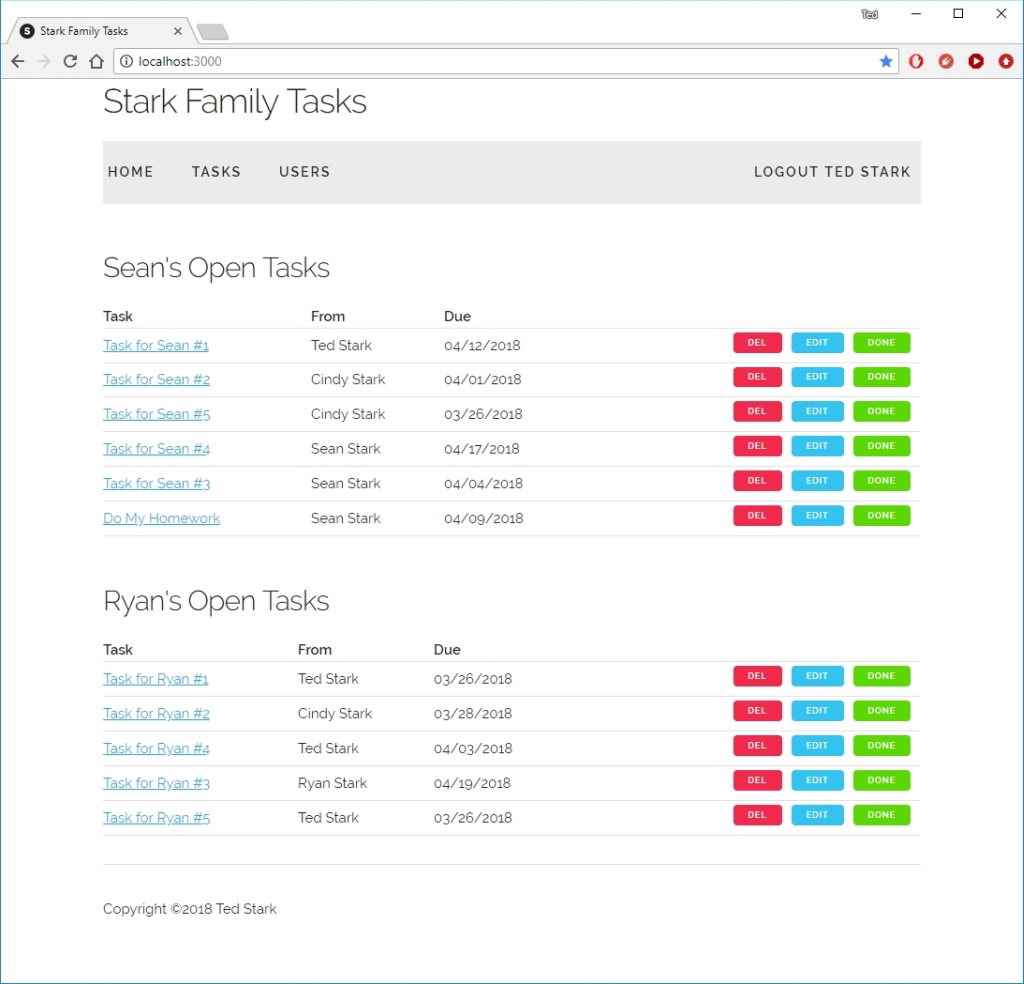 Ted
Stark Family Tasks
localhost:3000
Stark Family Tasks
HOME TASKS USERS LOGOUT TED STARK
Sean's Open Tasks
Task From Due
Task for Sean #1 Ted Stark 04/12/2018 DEL EDIT DONE
Task for Sean #2 Cindy Stark 04/01/2018 DEL EDIT DONE
Task for Sean #5 Cindy Stark 03/26/2018 DEL EDIT DONE
Task for Sean #4 Sean Stark 04/17/2018 DEL EDIT DONE
Task for Sean #3 Sean Stark 04/04/2018 DEL EDIT DONE
Do My Homework Sean Stark 04/09/2018 DEL EDIT DONE
Ryan's Open Tasks
Task From Due
Task for Ryan #1 Ted Stark 03/26/2018 DEL EDIT DONE
Task for Ryan #2 Cindy Stark 03/28/2018 DEL EDIT DONE
Task for Ryan #4 Ted Stark 04/03/2018 DEL EDIT DONE
Task for Ryan #3 Ryan Stark 04/19/2018 DEL EDIT DONE
Task for Ryan #5 Ted Stark 03/26/2018 DEL EDIT DONE
Copyright ©2018 Ted Stark